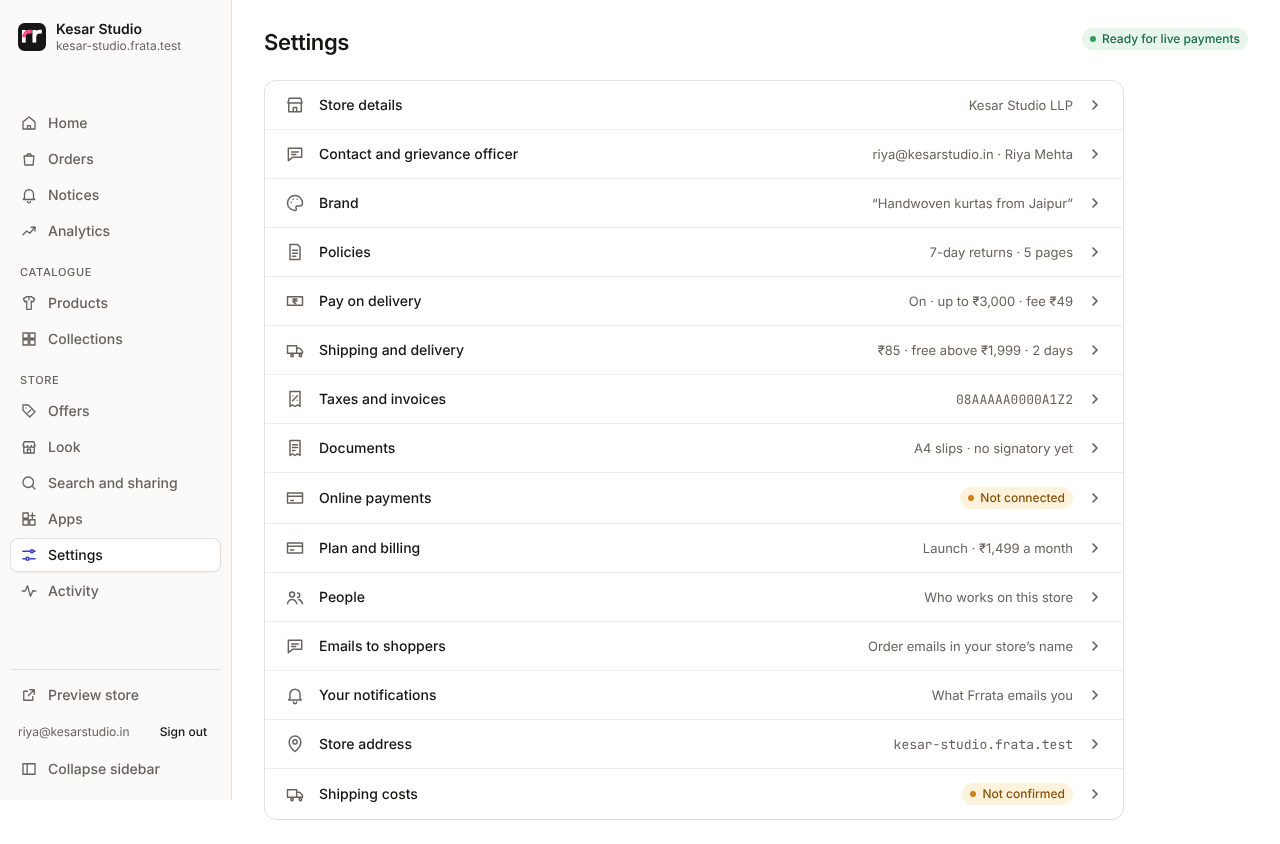 Kesar Studio
kesar-studio.frata.test
Home
Orders
Notices
Analytics
CATALOGUE
Products
Collections
STORE
Offers
Look
Search and sharing
Apps
Settings
Activity
Preview store
riya@kesarstudio.in Sign out
Collapse sidebar
Settings
Ready for live payments
Store details Kesar Studio LLP
Contact and grievance officer riya@kesarstudio.in · Riya Mehta
Brand “Handwoven kurtas from Jaipur”
Policies 7-day returns · 5 pages
Pay on delivery On · up to ₹3,000 · fee ₹49
Shipping and delivery ₹85 · free above ₹1,999 · 2 days
Taxes and invoices 08AAAAA0000A1Z2
Documents A4 slips · no signatory yet
Online payments Not connected
Plan and billing Launch · ₹1,499 a month
People Who works on this store
Emails to shoppers Order emails in your store’s name
Your notifications What Frrata emails you
Store address kesar-studio.frata.test
Shipping costs Not confirmed